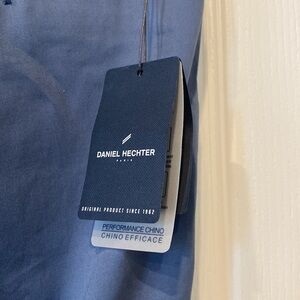 DANIEL HECHTER
PARIS
ORIGINAL PRODUCT SINCE 1962
PERFORMANCE CHINO
CHINO EFFICACE